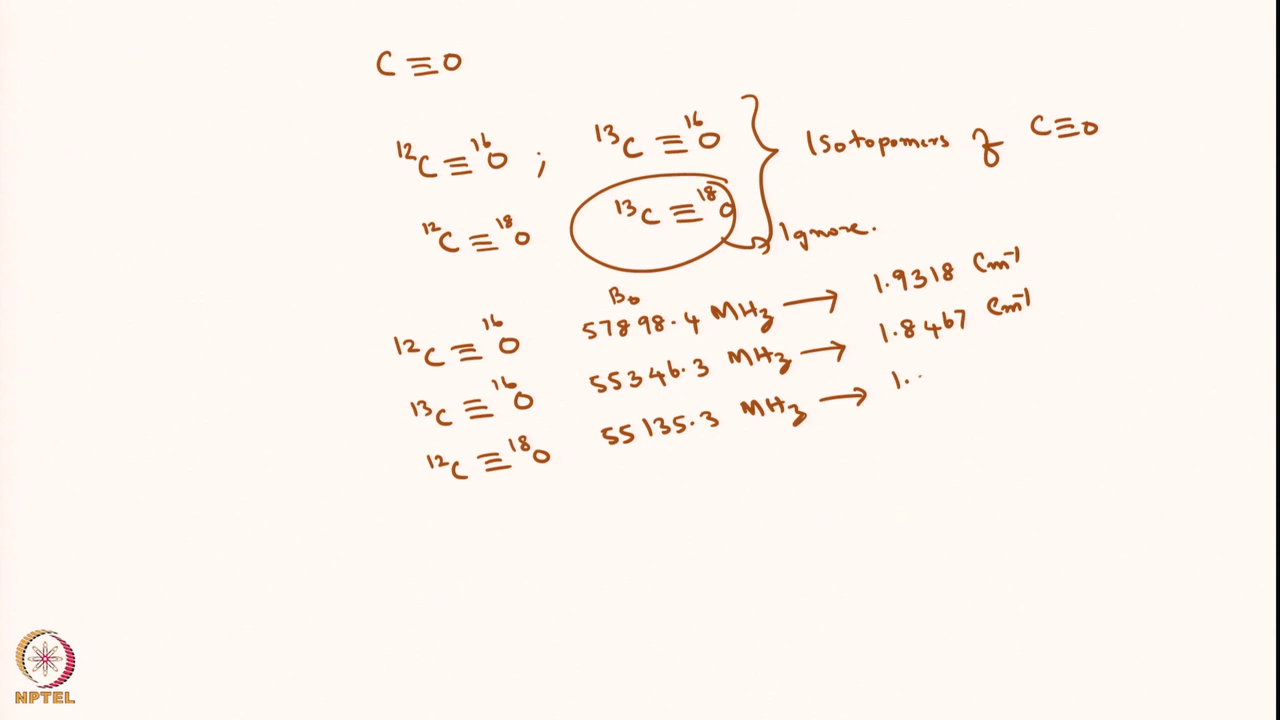 C≡O
¹²C≡¹⁶O ; ¹³C≡¹⁶O
¹²C≡¹⁸O ¹³C≡¹⁸O
Isotopomers of C≡O
Ignore.
B₀
¹²C≡¹⁶O 57898.4 MHz → 1.9318 Cm⁻¹
¹³C≡¹⁶O 55346.3 MHz → 1.8467 Cm⁻¹
¹²C≡¹⁸O 55135.3 MHz → 1.
NPTEL